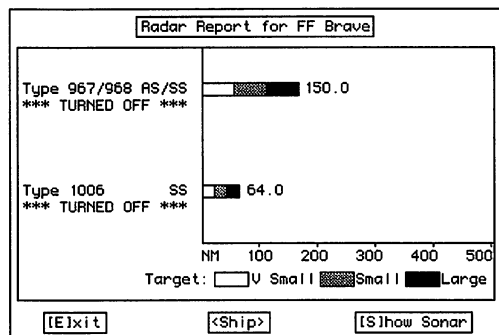 Radar Report for FF Brave
Type 967/968 AS/SS
*** TURNED OFF ***
150.0
Type 1006 SS
*** TURNED OFF ***
64.0
NM 100 200 300 400 500
Target: V Small Small Large
[E]xit <Ship> [S]how Sonar